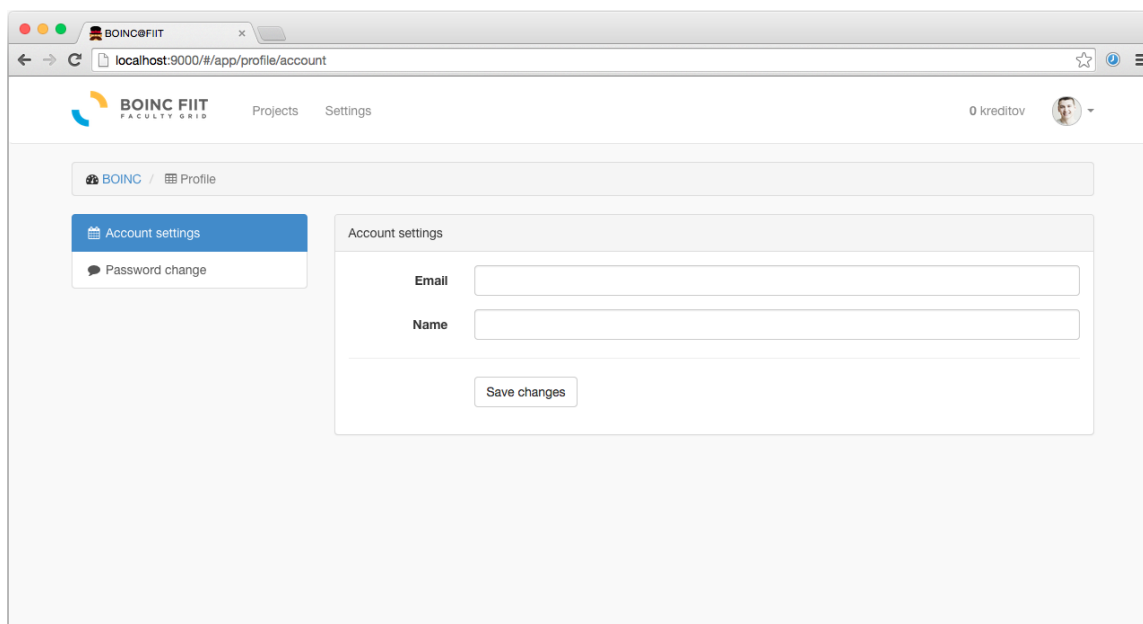 BOINC@FIIT
localhost:9000/#/app/profile/account
BOINC FIIT
FACULTY GRID
Projects Settings 0 kreditov
BOINC / Profile
Account settings
Password change
Account settings
Email
Name
Save changes